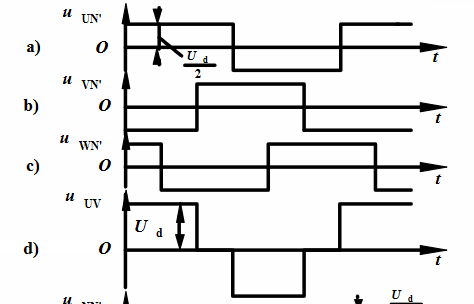 u UN'
a) O t
U d
2
u VN'
b) O t
u WN'
c) O t
u UV
U d
d) O t
U d